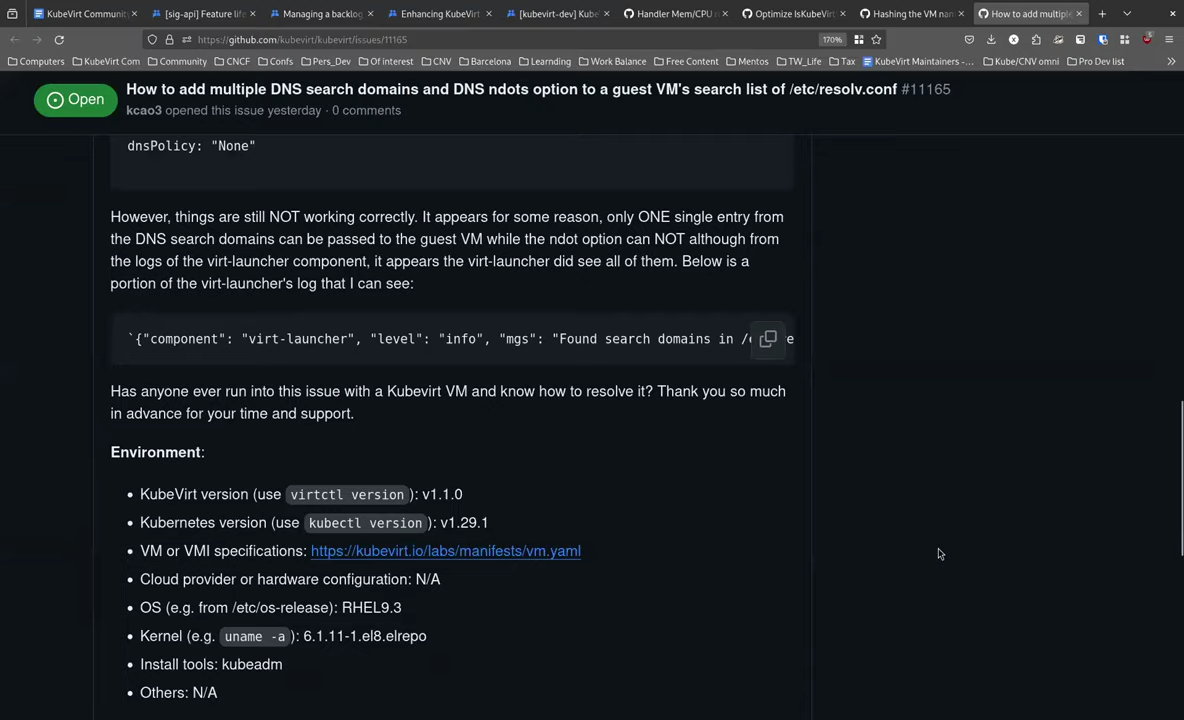 KubeVirt Community
[sig-api] Feature life
Managing a backlog
Enhancing KubeVirt
[kubevirt-dev] Kube
Handler Mem/CPU r
Optimize IsKubeVirt
Hashing the VM nan
How to add multiple
https://github.com/kubevirt/kubevirt/issues/11165
170%
Computers KubeVirt Com Community CNCF Confs Pers_Dev Of interest CNV Barcelona Learnding Work Balance Free Content Mentos TW_Life Tax KubeVirt Maintainers -... Kube/CNV omni Pro Dev list
Open
How to add multiple DNS search domains and DNS ndots option to a guest VM's search list of /etc/resolv.conf #11165
kcao3 opened this issue yesterday · 0 comments
dnsPolicy: "None"
However, things are still NOT working correctly. It appears for some reason, only ONE single entry from
the DNS search domains can be passed to the guest VM while the ndot option can NOT although from
the logs of the virt-launcher component, it appears the virt-launcher did see all of them. Below is a
portion of the virt-launcher's log that I can see:
`{"component": "virt-launcher", "level": "info", "mgs": "Found search domains in /
Has anyone ever run into this issue with a Kubevirt VM and know how to resolve it? Thank you so much
in advance for your time and support.
Environment:
• KubeVirt version (use virtctl version): v1.1.0
• Kubernetes version (use kubectl version): v1.29.1
• VM or VMI specifications: https://kubevirt.io/labs/manifests/vm.yaml
• Cloud provider or hardware configuration: N/A
• OS (e.g. from /etc/os-release): RHEL9.3
• Kernel (e.g. uname -a): 6.1.11-1.el8.elrepo
• Install tools: kubeadm
• Others: N/A